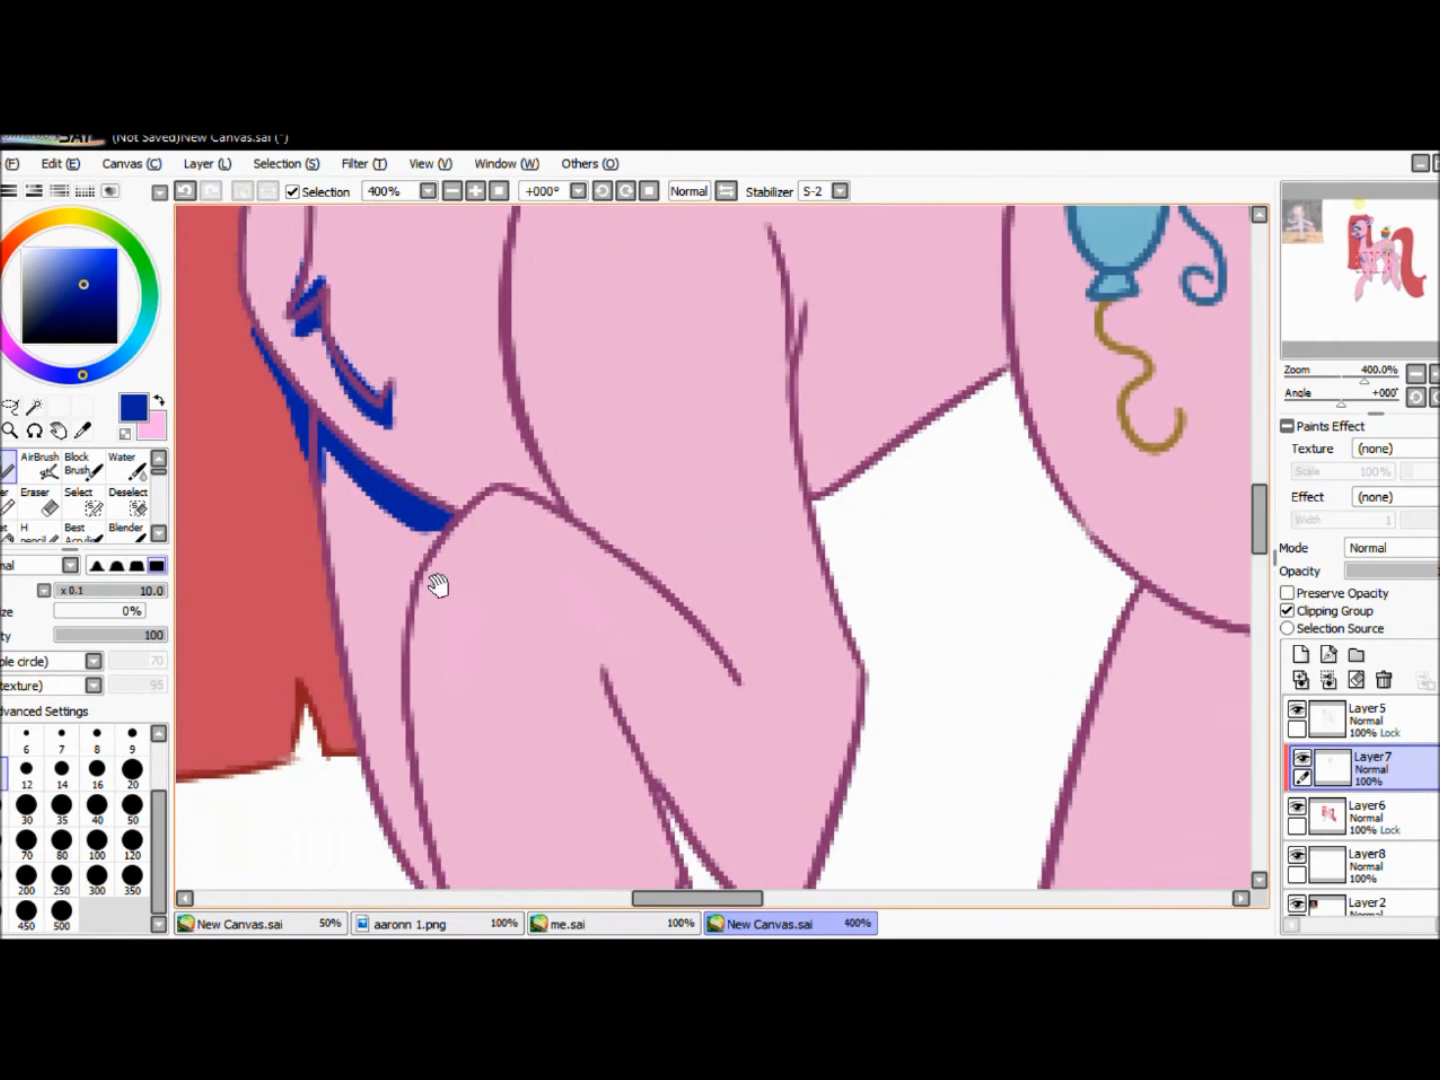 SAI (Not Saved)New Canvas.sai (*)
(F) Edit (E) Canvas (C) Layer (L) Selection (S) Filter (T) View (V) Window (W) Others (O)
Selection 400% +000° Normal Stabilizer S-2
Zoom 400.0%
Angle +000°
Paints Effect
Texture (none)
Scale 100%
Effect (none)
Width 1
Mode Normal
Opacity
Preserve Opacity
Clipping Group
Selection Source
AirBrush Block Brush Water
Eraser Select Deselect
H pencil Best Blender
x 0.1 10.0
0%
100
ple circle) 70
texture) 95
dvanced Settings
6 7 8 9
12 14 16 20
30 35 40 50
70 80 100 120
200 250 300 350
450 500
Layer5
Normal
100% Lock
Layer7
Normal
100%
Layer6
Normal
100% Lock
Layer8
Normal
100%
Layer2
Normal
New Canvas.sai 50% aaronn 1.png 100% me.sai 100% New Canvas.sai 400%